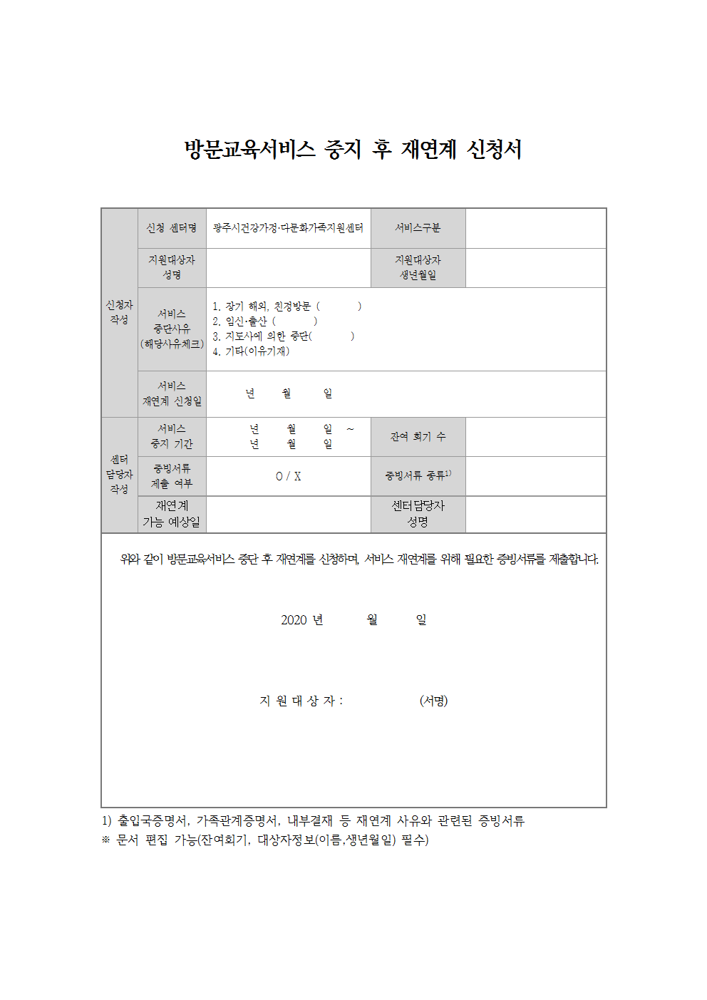 방문교육서비스 중지 후 재연계 신청서
신청자
작성
신청 센터명
광주시건강가정·다문화가족지원센터
서비스구분
지원대상자
성명
지원대상자
생년월일
서비스
중단사유
(해당사유체크)
1. 장기 해외, 친정방문 (        )
2. 임신·출산 (        )
3. 지도사에 의한 중단(        )
4. 기타(이유기재)
서비스
재연계 신청일
년      월      일
센터
담당자
작성
서비스
중지 기간
년      월      일   ~
년      월      일
잔여 회기 수
증빙서류
제출 여부
O / X
증빙서류 종류1)
재연계
가능 예상일
센터담당자
성명
위와 같이 방문교육서비스 중단 후 재연계를 신청하며, 서비스 재연계를 위해 필요한 증빙서류를 제출합니다.
2020 년        월        일
지 원 대 상 자 :                (서명)
1) 출입국증명서, 가족관계증명서, 내부결재 등 재연계 사유와 관련된 증빙서류
※ 문서 편집 가능(잔여회기, 대상자정보(이름,생년월일) 필수)